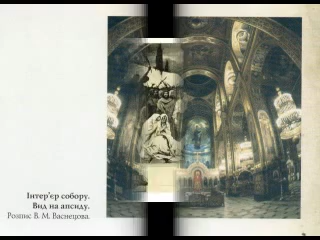 Інтер'єр собору.
Вид на апсиду.
Розпис В. М. Васнецова.